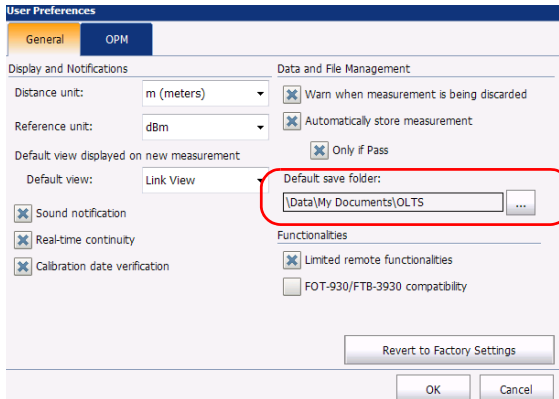 User Preferences
General
OPM
Display and Notifications
Distance unit:
m (meters)
Reference unit:
dBm
Default view displayed on new measurement
Default view:
Link View
Sound notification
Real-time continuity
Calibration date verification
Data and File Management
Warn when measurement is being discarded
Automatically store measurement
Only if Pass
Default save folder:
\Data\My Documents\OLTS
...
Functionalities
Limited remote functionalities
FOT-930/FTB-3930 compatibility
Revert to Factory Settings
OK
Cancel